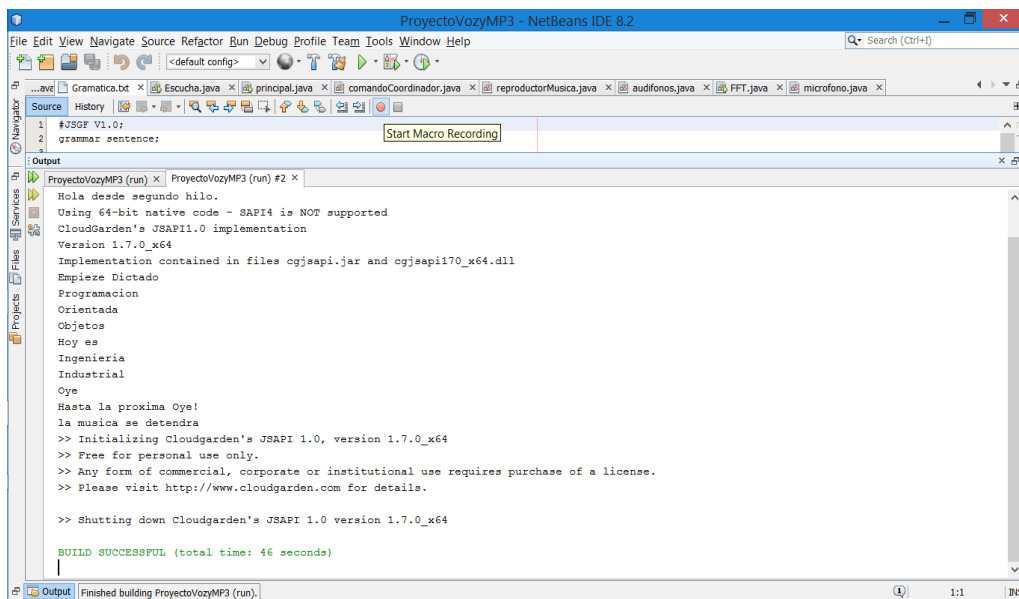 ProyectoVozyMP3 - NetBeans IDE 8.2
File Edit View Navigate Source Refactor Run Debug Profile Team Tools Window Help
Search (Ctrl+I)
<default config>
...ava Gramatica.txt Escucha.java principal.java comandoCoordinador.java reproductorMusica.java audifonos.java FFT.java microfono.java
Source History
Start Macro Recording
1 #JSGF V1.0;
2 grammar sentence;
Navigator
Services
Files
Projects
Output
ProyectoVozyMP3 (run) ProyectoVozyMP3 (run) #2
Hola desde segundo hilo.
Using 64-bit native code - SAPI4 is NOT supported
CloudGarden's JSAPI1.0 implementation
Version 1.7.0_x64
Implementation contained in files cgjsapi.jar and cgjsapi170_x64.dll
Empieze Dictado
Programacion
Orientada
Objetos
Hoy es
Ingenieria
Industrial
Oye
Hasta la proxima Oye!
la musica se detendra
>> Initializing Cloudgarden's JSAPI 1.0, version 1.7.0_x64
>> Free for personal use only.
>> Any form of commercial, corporate or institutional use requires purchase of a license.
>> Please visit http://www.cloudgarden.com for details.
>> Shutting down Cloudgarden's JSAPI 1.0 version 1.7.0_x64
BUILD SUCCESSFUL (total time: 46 seconds)
Output Finished building ProyectoVozyMP3 (run). 1:1